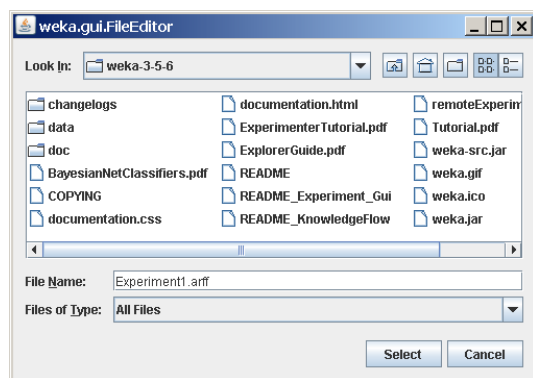 weka.gui.FileEditor
Look In: weka-3-5-6
changelogs documentation.html remoteExperim
data ExperimenterTutorial.pdf Tutorial.pdf
doc ExplorerGuide.pdf weka-src.jar
BayesianNetClassifiers.pdf README weka.gif
COPYING README_Experiment_Gui weka.ico
documentation.css README_KnowledgeFlow weka.jar
File Name: Experiment1.arff
Files of Type: All Files
Select Cancel